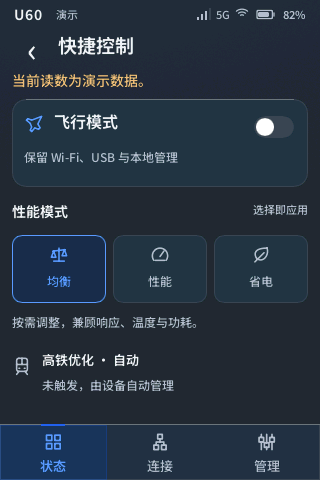 U60 演示 5G 82%
快捷控制
当前读数为演示数据。
飞行模式
保留 Wi-Fi、USB 与本地管理
性能模式 选择即应用
均衡 性能 省电
按需调整，兼顾响应、温度与功耗。
高铁优化 · 自动
未触发，由设备自动管理
状态 连接 管理